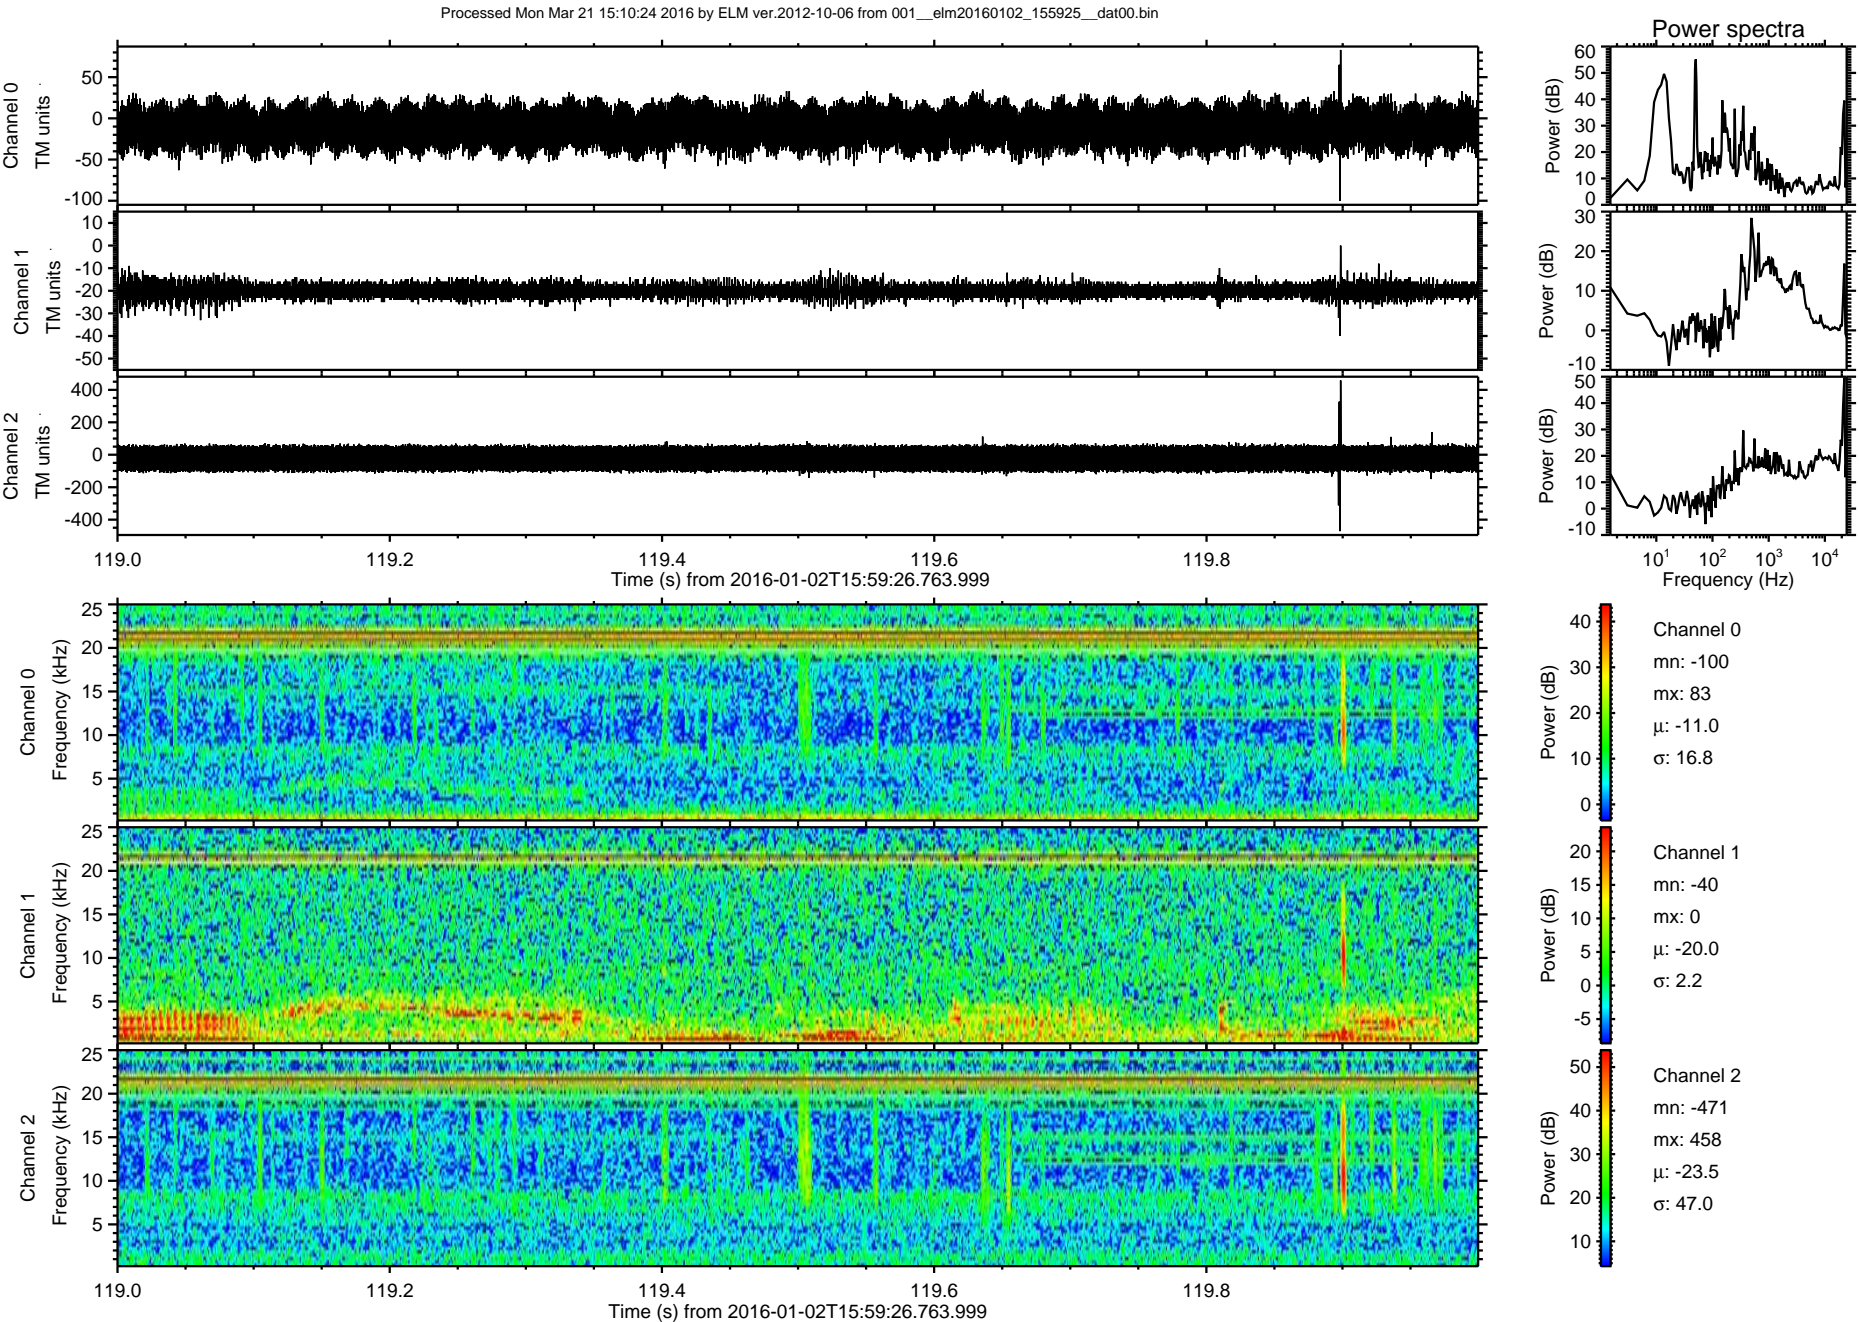 Processed Mon Mar 21 15:10:24 2016 by ELM ver.2012-10-06 from 001__elm20160102_155925__dat00.bin
Power spectra
Channel 0
TM units
50
0
-50
-100
Power (dB)
60
50
40
30
20
10
0
Channel 1
TM units
10
0
-10
-20
-30
-40
-50
Power (dB)
30
20
10
0
-10
Channel 2
TM units
400
200
0
-200
-400
Power (dB)
50
40
30
20
10
0
-10
119.0 119.2 119.4 119.6 119.8
Time (s) from 2016-01-02T15:59:26.763.999
10¹ 10² 10³ 10⁴
Frequency (Hz)
Channel 0
Frequency (kHz)
25
20
15
10
5
Power (dB)
40
30
20
10
0
Channel 0
mn: -100
mx: 83
µ: -11.0
σ: 16.8
Channel 1
Frequency (kHz)
25
20
15
10
5
Power (dB)
20
15
10
5
0
-5
Channel 1
mn: -40
mx: 0
µ: -20.0
σ: 2.2
Channel 2
Frequency (kHz)
25
20
15
10
5
Power (dB)
50
40
30
20
10
Channel 2
mn: -471
mx: 458
µ: -23.5
σ: 47.0
119.0 119.2 119.4 119.6 119.8
Time (s) from 2016-01-02T15:59:26.763.999